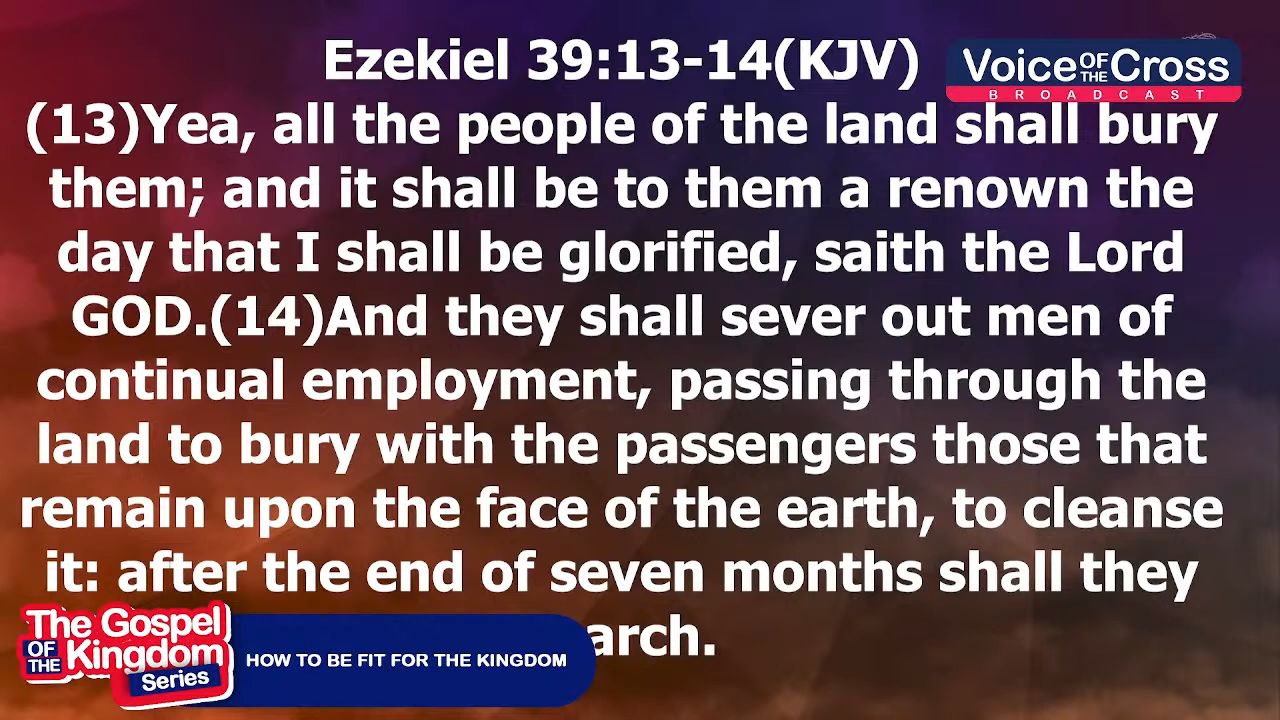 Ezekiel 39:13-14(KJV)
Voice OF THE Cross
BROADCAST
(13)Yea, all the people of the land shall bury
them; and it shall be to them a renown the
day that I shall be glorified, saith the Lord
GOD.(14)And they shall sever out men of
continual employment, passing through the
land to bury with the passengers those that
remain upon the face of the earth, to cleanse
it: after the end of seven months shall they
arch.
The Gospel
OF THE Kingdom
Series
HOW TO BE FIT FOR THE KINGDOM